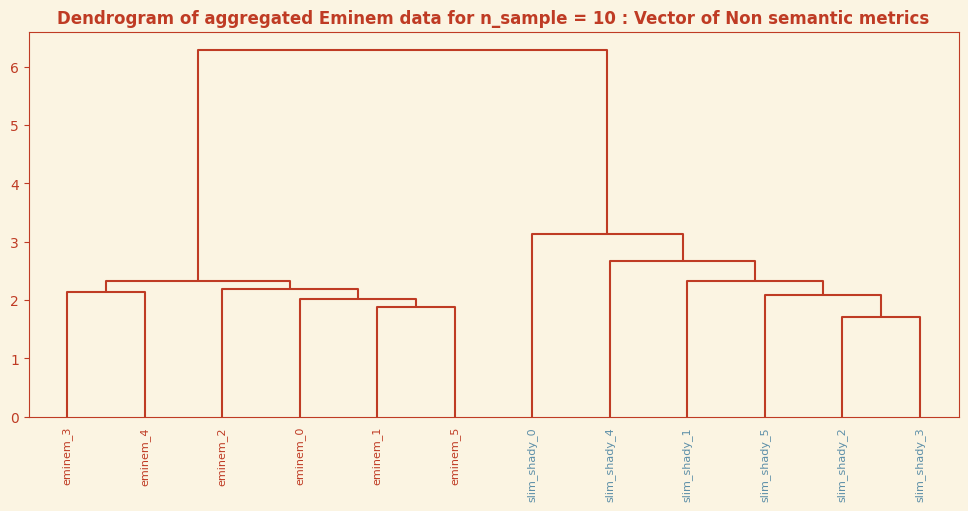 Dendrogram of aggregated Eminem data for n_sample = 10 : Vector of Non semantic metrics
6
5
4
3
2
1
0
eminem_3
eminem_4
eminem_2
eminem_0
eminem_1
eminem_5
slim_shady_0
slim_shady_4
slim_shady_1
slim_shady_5
slim_shady_2
slim_shady_3